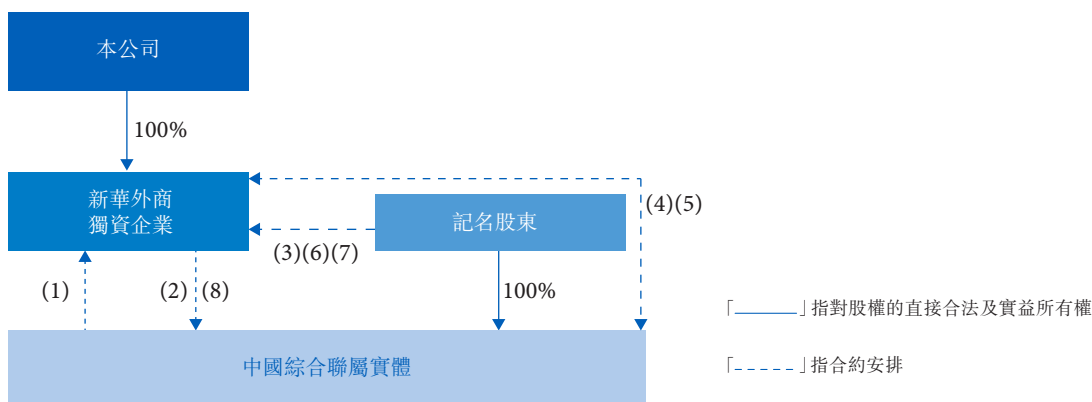 本公司
100%
新華外商
獨資企業
記名股東
(4)(5)
(3)(6)(7)
(1)
(2)
(8)
100%
中國綜合聯屬實體
「______」指對股權的直接合法及實益所有權
「_ _ _ _ _」指合約安排